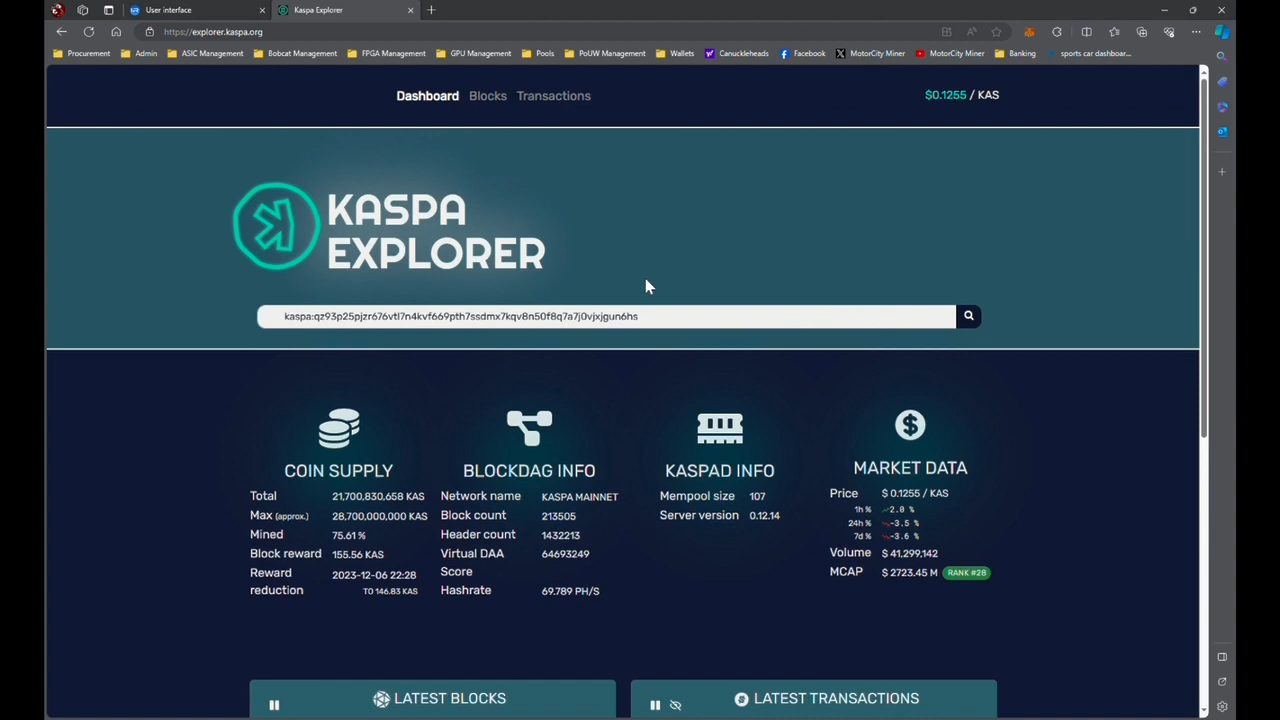 User interface
Kaspa Explorer
https://explorer.kaspa.org
Procurement Admin ASIC Management Bobcat Management FPGA Management GPU Management Pools PoUW Management Wallets Canuckleheads Facebook MotorCity Miner MotorCity Miner Banking sports car dashboar...
Dashboard Blocks Transactions $0.1255 / KAS
KASPA
EXPLORER
kaspa:qz93p25pjzr676vtl7n4kvf669pth7ssdmx7kqv8n50f8q7a7j0vjxjgun6hs
COIN SUPPLY
Total 21,700,830,658 KAS
Max (approx.) 28,700,000,000 KAS
Mined 75.61 %
Block reward 155.56 KAS
Reward reduction 2023-12-06 22:28
TO 146.83 KAS
BLOCKDAG INFO
Network name KASPA MAINNET
Block count 213505
Header count 1432213
Virtual DAA Score 64693249
Hashrate 69.789 PH/S
KASPAD INFO
Mempool size 107
Server version 0.12.14
MARKET DATA
Price $ 0.1255 / KAS
1h % 2.0 %
24h % -3.5 %
7d % -3.6 %
Volume $ 41,299,142
MCAP $ 2723.45 M RANK #28
LATEST BLOCKS
LATEST TRANSACTIONS